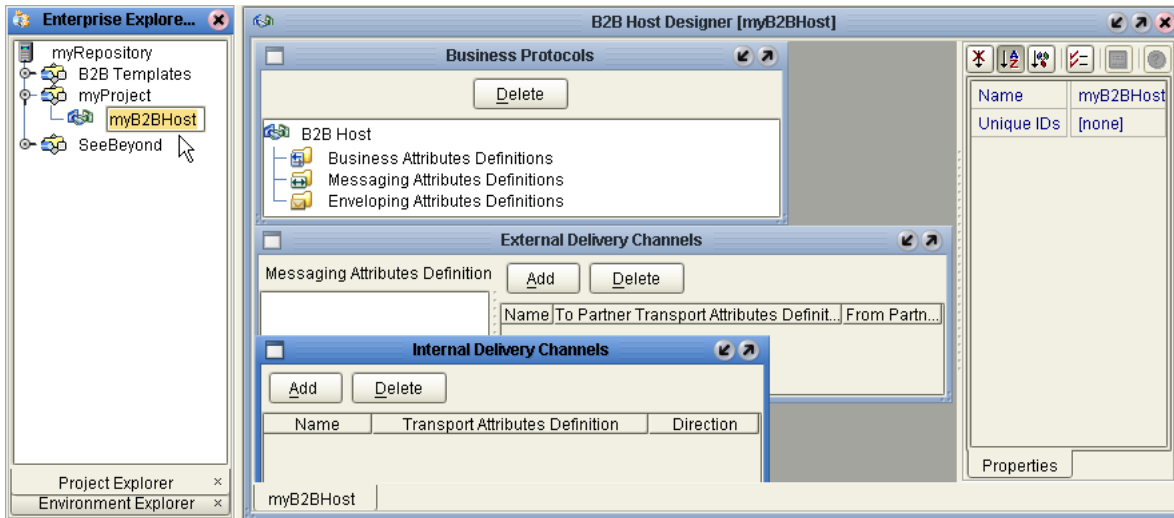 Enterprise Explore...
myRepository
B2B Templates
myProject
myB2BHost
SeeBeyond
Project Explorer
Environment Explorer
B2B Host Designer [myB2BHost]
Business Protocols
Delete
B2B Host
Business Attributes Definitions
Messaging Attributes Definitions
Enveloping Attributes Definitions
External Delivery Channels
Messaging Attributes Definition Add Delete
Name To Partner Transport Attributes Definit... From Partn...
Internal Delivery Channels
Add Delete
Name Transport Attributes Definition Direction
myB2BHost
Name myB2BHost
Unique IDs [none]
Properties